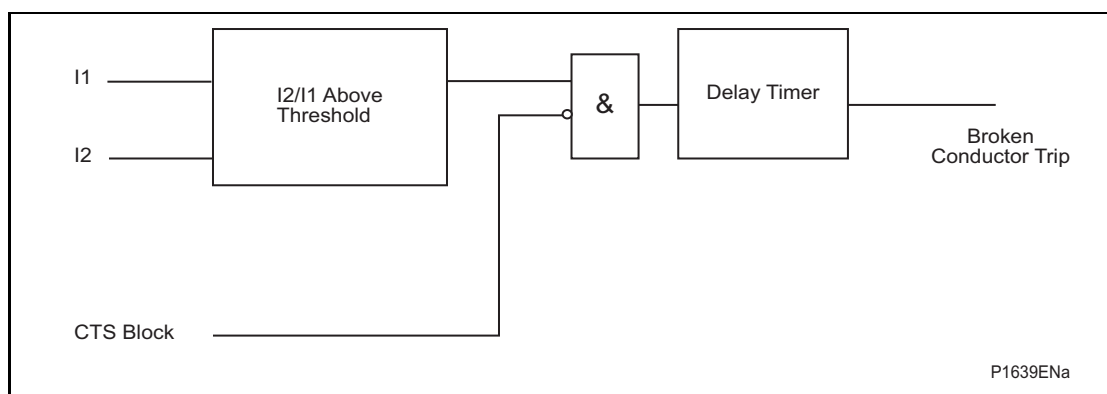 I1
I2
I2/I1 Above
Threshold
&
Delay Timer
Broken
Conductor Trip
CTS Block
P1639ENa